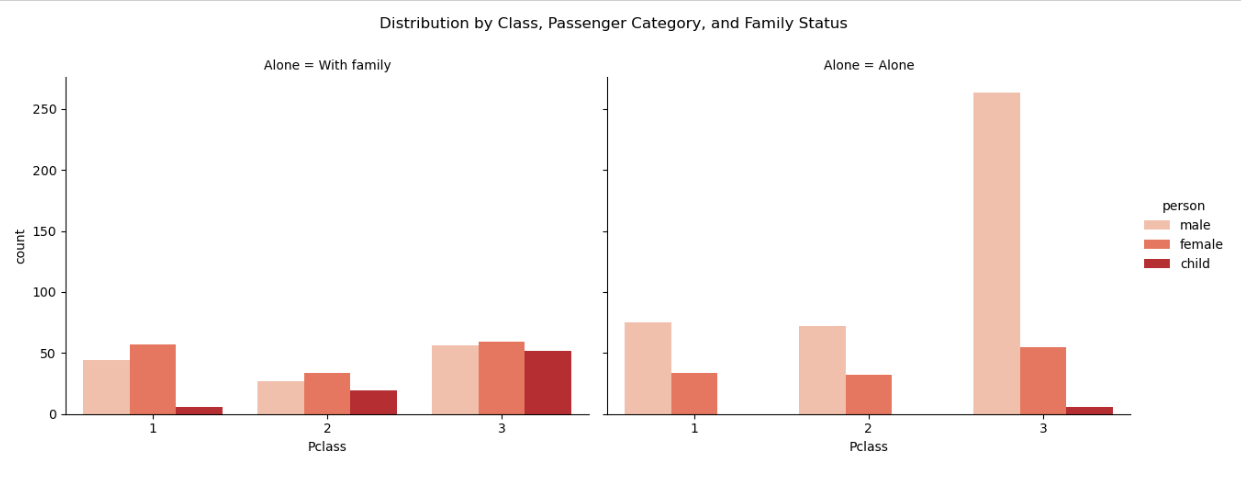 Distribution by Class, Passenger Category, and Family Status
Alone = With family
Alone = Alone
250
200
150
100
50
0
count
1 2 3
Pclass
1 2 3
Pclass
person
male
female
child